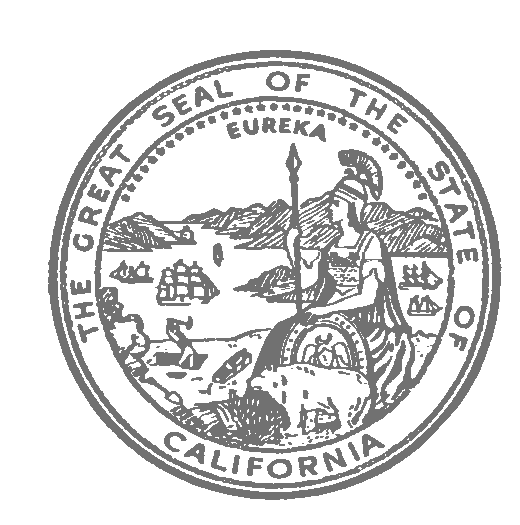 THE GREAT SEAL OF THE STATE OF CALIFORNIA
EUREKA